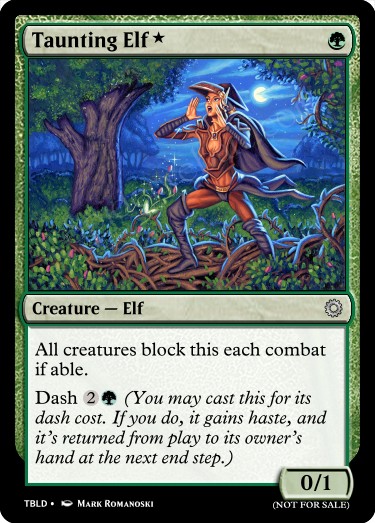 Taunting Elf ★
Creature — Elf
All creatures block this each combat
if able.
Dash 2 (You may cast this for its
dash cost. If you do, it gains haste, and
it's returned from play to its owner's
hand at the next end step.)
0/1
TBLD • Mark Romanoski
(NOT FOR SALE)